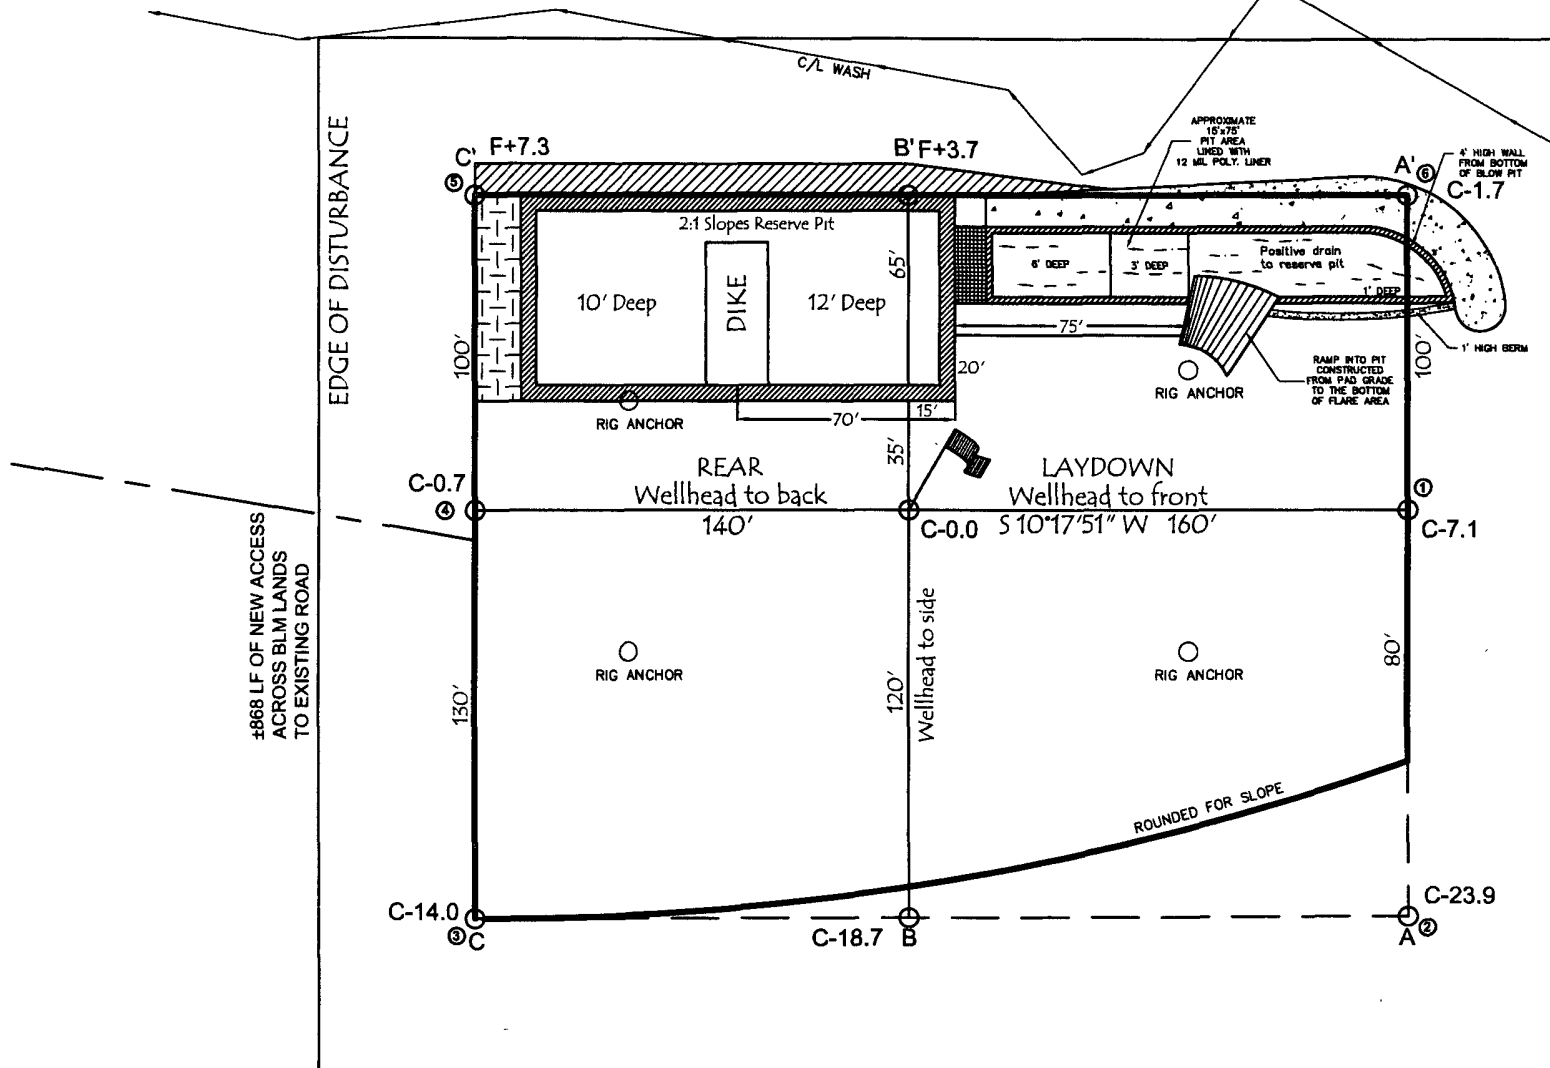 C/L WASH
EDGE OF DISTURBANCE
C'
F+7.3
B'
F+3.7
APPROXIMATE
15'x75'
PIT AREA
LINED WITH
12 MIL POLY. LINER
4' HIGH WALL
FROM BOTTOM
OF BLOW PIT
A'
6
C-1.7
5
2:1 Slopes Reserve Pit
65'
10' Deep
DIKE
12' Deep
6' DEEP
3' DEEP
Positive drain
to reserve pit
1' DEEP
75'
1' HIGH BERM
100'
100'
20'
RIG ANCHOR
RIG ANCHOR
RAMP INTO PIT
CONSTRUCTED
FROM PAD GRADE
TO THE BOTTOM
OF FLARE AREA
70'
15'
35'
REAR
Wellhead to back
140'
LAYDOWN
Wellhead to front
S 10°17'51" W 160'
C-0.7
4
C-0.0
1
C-7.1
±868 LF OF NEW ACCESS
ACROSS BLM LANDS
TO EXISTING ROAD
RIG ANCHOR
RIG ANCHOR
130'
120'
Wellhead to side
80'
ROUNDED FOR SLOPE
C-14.0
3
C
C-18.7
B
C-23.9
A
2